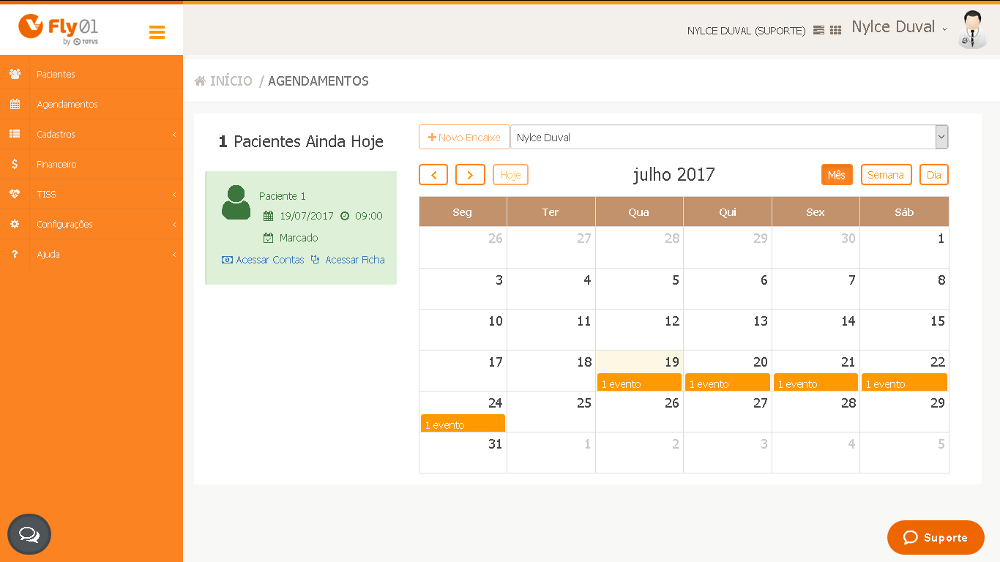 Fly01
by TOTVS
NYLCE DUVAL (SUPORTE)
Nylce Duval
Pacientes
Agendamentos
Cadastros
Financeiro
TISS
Configurações
Ajuda
INÍCIO / AGENDAMENTOS
1 Pacientes Ainda Hoje
Paciente 1
19/07/2017 09:00
Marcado
Acessar Contas Acessar Ficha
Novo Encaixe Nylce Duval
Hoje julho 2017 Mês Semana Dia
Seg Ter Qua Qui Sex Sáb
26 27 28 29 30 1
3 4 5 6 7 8
10 11 12 13 14 15
17 18 19 20 21 22
1 evento 1 evento 1 evento 1 evento
24 25 26 27 28 29
1 evento
31 1 2 3 4 5
Suporte